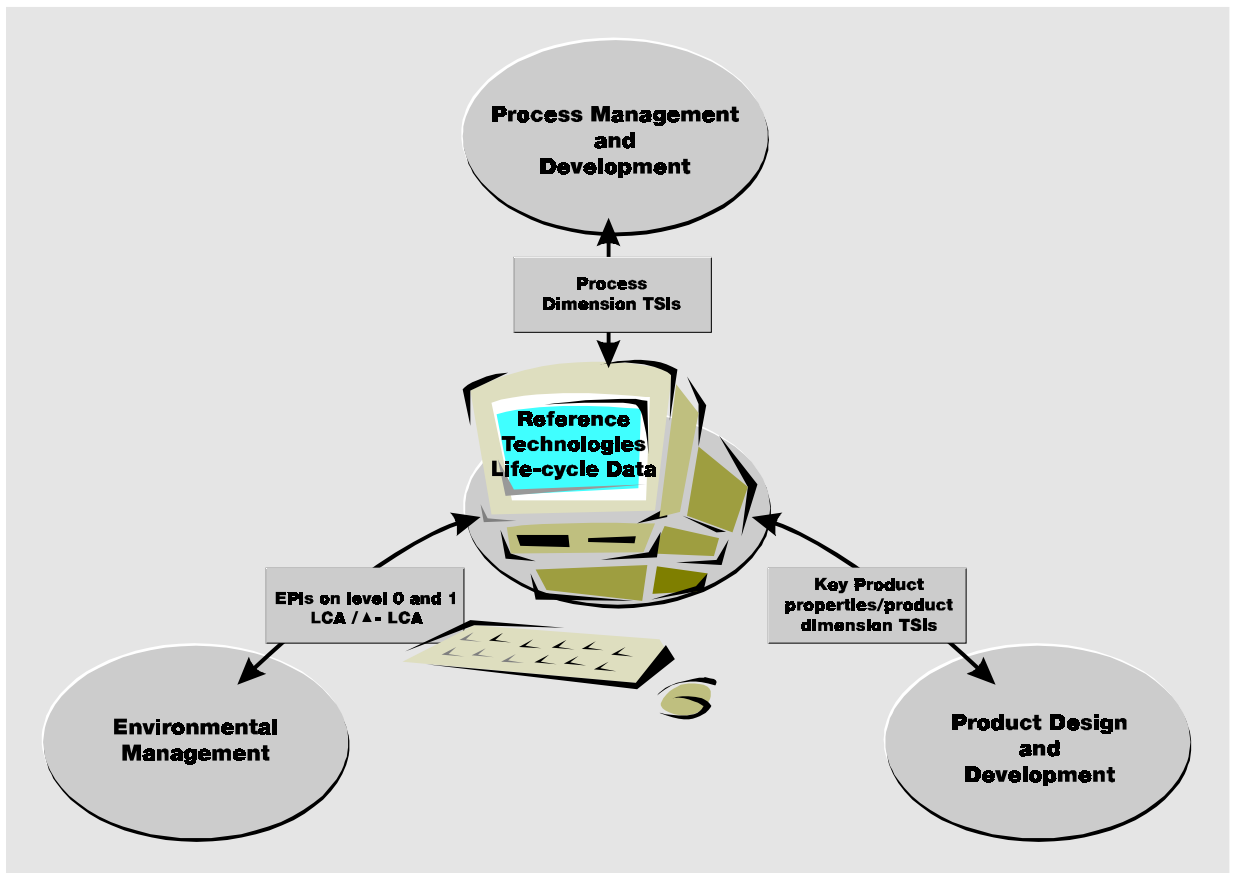 Process Management
and
Development
Process
Dimension TSIs
Reference
Technologies
Life-cycle Data
EPIs on level 0 and 1
LCA / ▲ - LCA
Key Product
properties/product
dimension TSIs
Environmental
Management
Product Design
and
Development